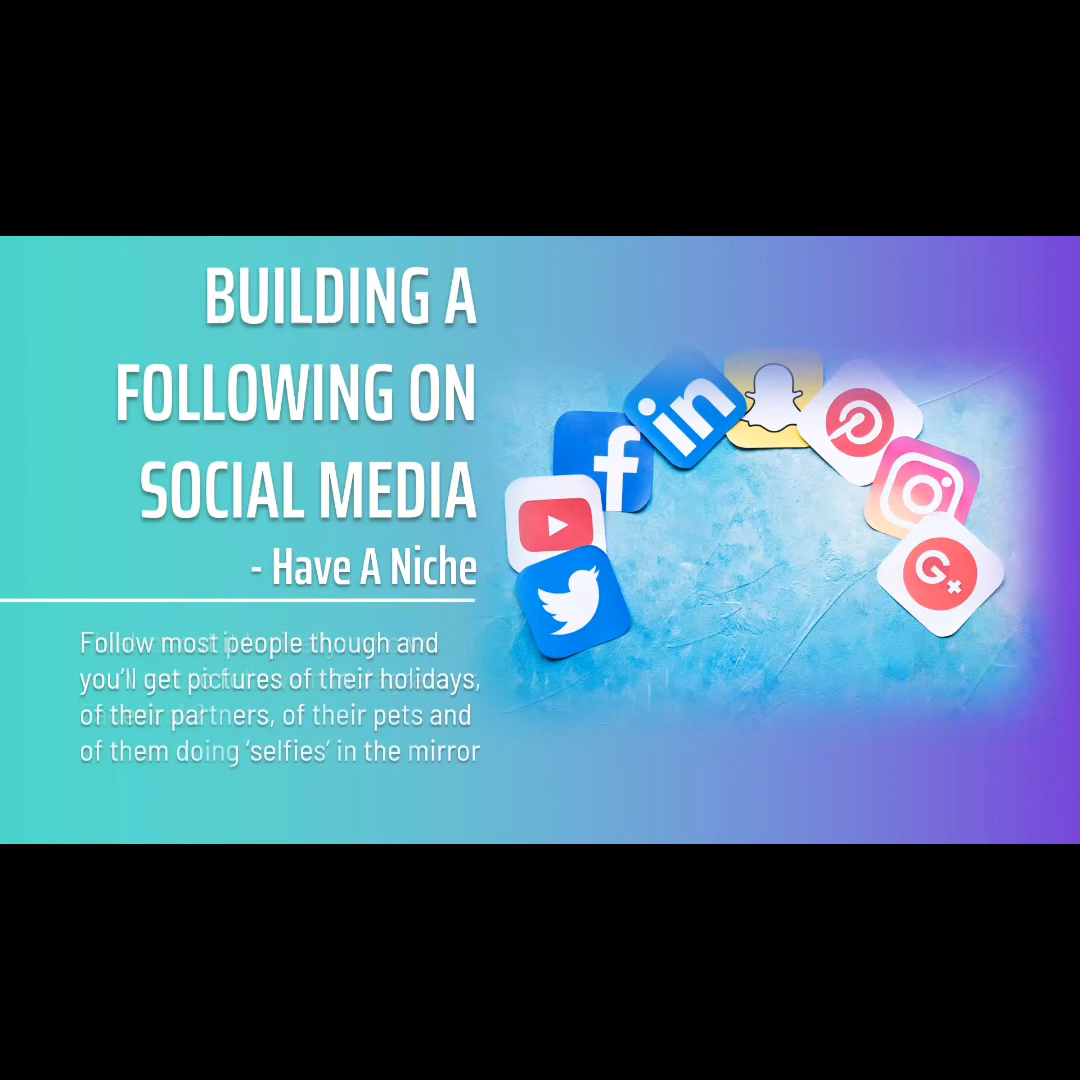 BUILDING A
FOLLOWING ON
SOCIAL MEDIA
- Have A Niche
Follow most people though and
you'll get pictures of their holidays,
of their partners, of their pets and
of them doing ‘selfies’ in the mirror
f
in
G+